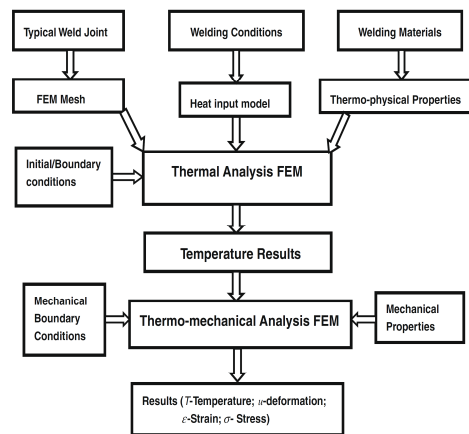 Typical Weld Joint
Welding Conditions
Welding Materials
FEM Mesh
Heat input model
Thermo-physical Properties
Initial/Boundary
conditions
Thermal Analysis FEM
Temperature Results
Mechanical
Boundary
Conditions
Thermo-mechanical Analysis FEM
Mechanical
Properties
Results (T-Temperature; u-deformation;
ε-Strain; σ- Stress)